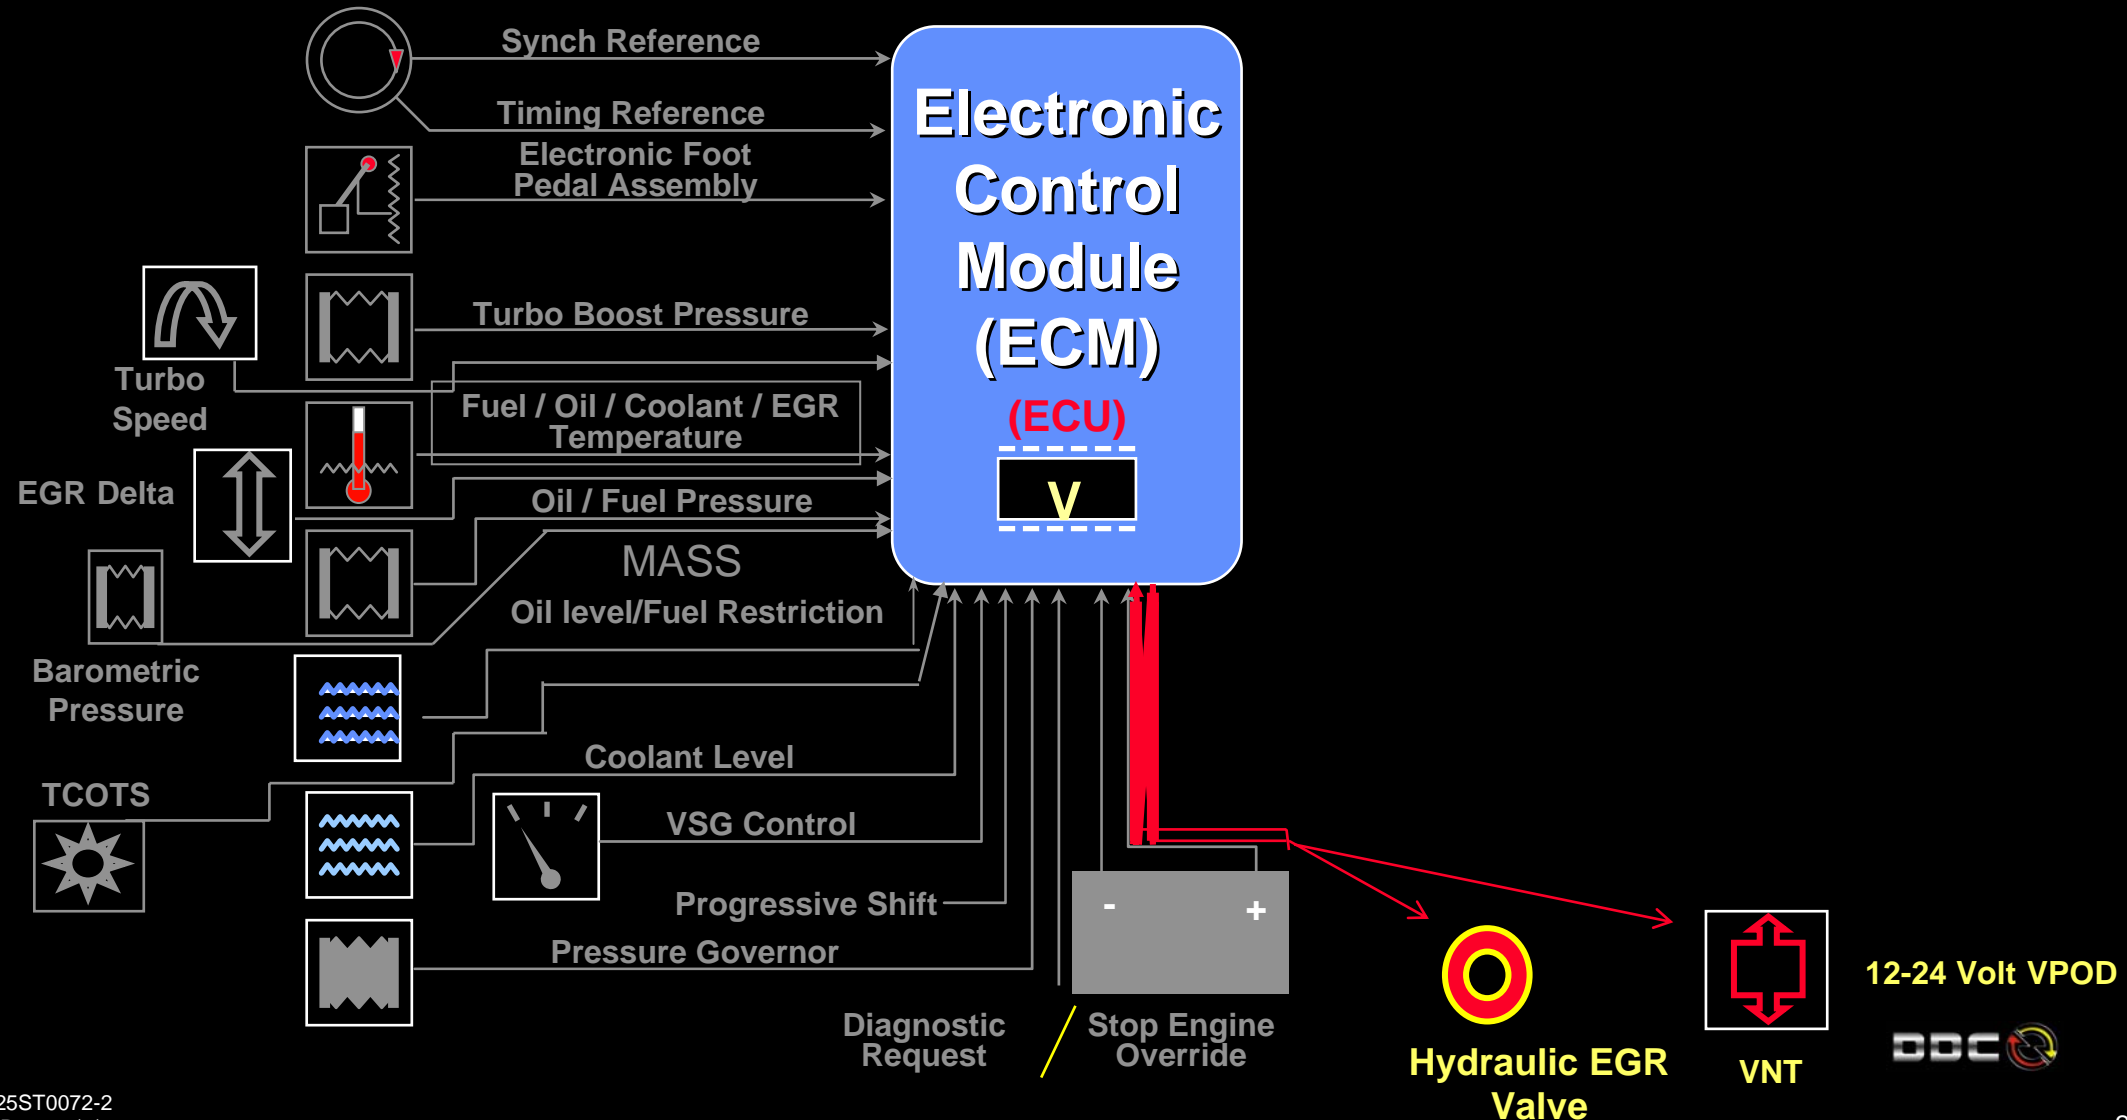 Synch Reference
Timing Reference
Electronic Foot
Pedal Assembly
Turbo Boost Pressure
Turbo
Speed
Fuel / Oil / Coolant / EGR
Temperature
EGR Delta
Oil / Fuel Pressure
MASS
Oil level/Fuel Restriction
Barometric
Pressure
Coolant Level
TCOTS
VSG Control
Progressive Shift
Pressure Governor
Diagnostic
Request
Stop Engine
Override
Electronic
Control
Module
(ECM)
(ECU)
V
- +
Hydraulic EGR
Valve
VNT
12-24 Volt VPOD
DDC
25ST0072-2